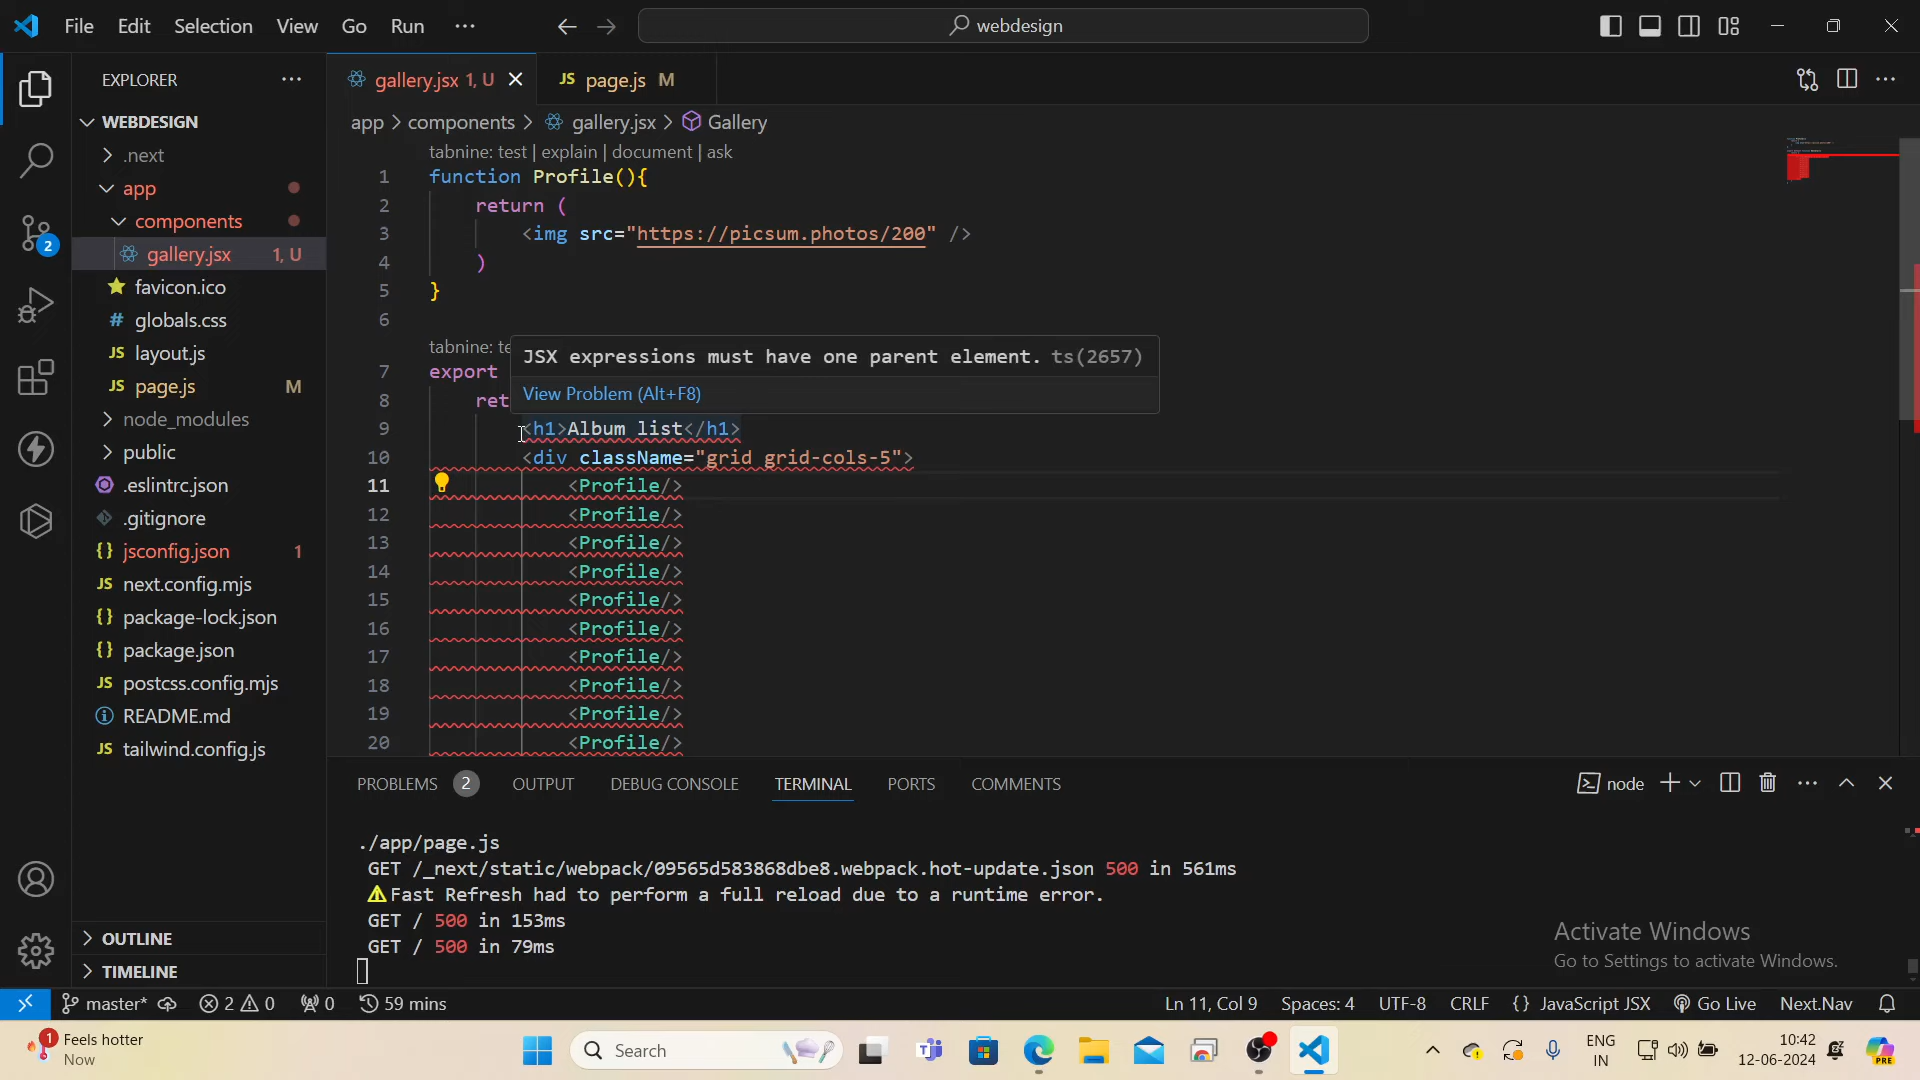 File Edit Selection View Go Run ··· webdesign
EXPLORER ···
gallery.jsx 1, U
page.js M
WEBDESIGN
.next
app
components
gallery.jsx 1, U
favicon.ico
globals.css
layout.js
page.js M
node_modules
public
.eslintrc.json
.gitignore
jsconfig.json 1
next.config.mjs
package-lock.json
package.json
postcss.config.mjs
README.md
tailwind.config.js
OUTLINE
TIMELINE
2
app > components > gallery.jsx > Gallery
tabnine: test | explain | document | ask
1 function Profile(){
2 return (
3 <img src="https://picsum.photos/200" />
4 )
5 }
6
tabnine: te
JSX expressions must have one parent element. ts(2657)
View Problem (Alt+F8)
7 export
8 ret
9 <h1>Album list</h1>
10 <div className="grid grid-cols-5">
11 <Profile/>
12 <Profile/>
13 <Profile/>
14 <Profile/>
15 <Profile/>
16 <Profile/>
17 <Profile/>
18 <Profile/>
19 <Profile/>
20 <Profile/>
PROBLEMS 2 OUTPUT DEBUG CONSOLE TERMINAL PORTS COMMENTS
node
./app/page.js
GET /_next/static/webpack/09565d583868dbe8.webpack.hot-update.json 500 in 561ms
⚠Fast Refresh had to perform a full reload due to a runtime error.
GET / 500 in 153ms
GET / 500 in 79ms
Activate Windows
Go to Settings to activate Windows.
master* 2 0 0 59 mins Ln 11, Col 9 Spaces: 4 UTF-8 CRLF {} JavaScript JSX Go Live Next.Nav
1 Feels hotter
Now
Search
ENG
IN
10:42
12-06-2024
PRE